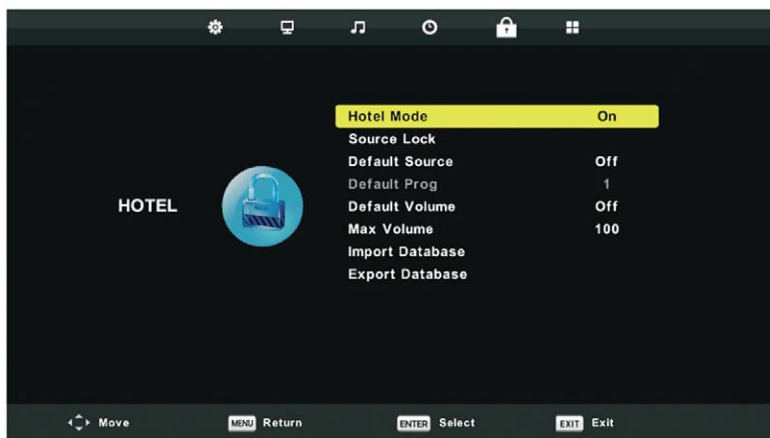 Hotel Mode On
Source Lock
Default Source Off
Default Prog 1
HOTEL
Default Volume Off
Max Volume 100
Import Database
Export Database
Move MENU Return ENTER Select EXIT Exit